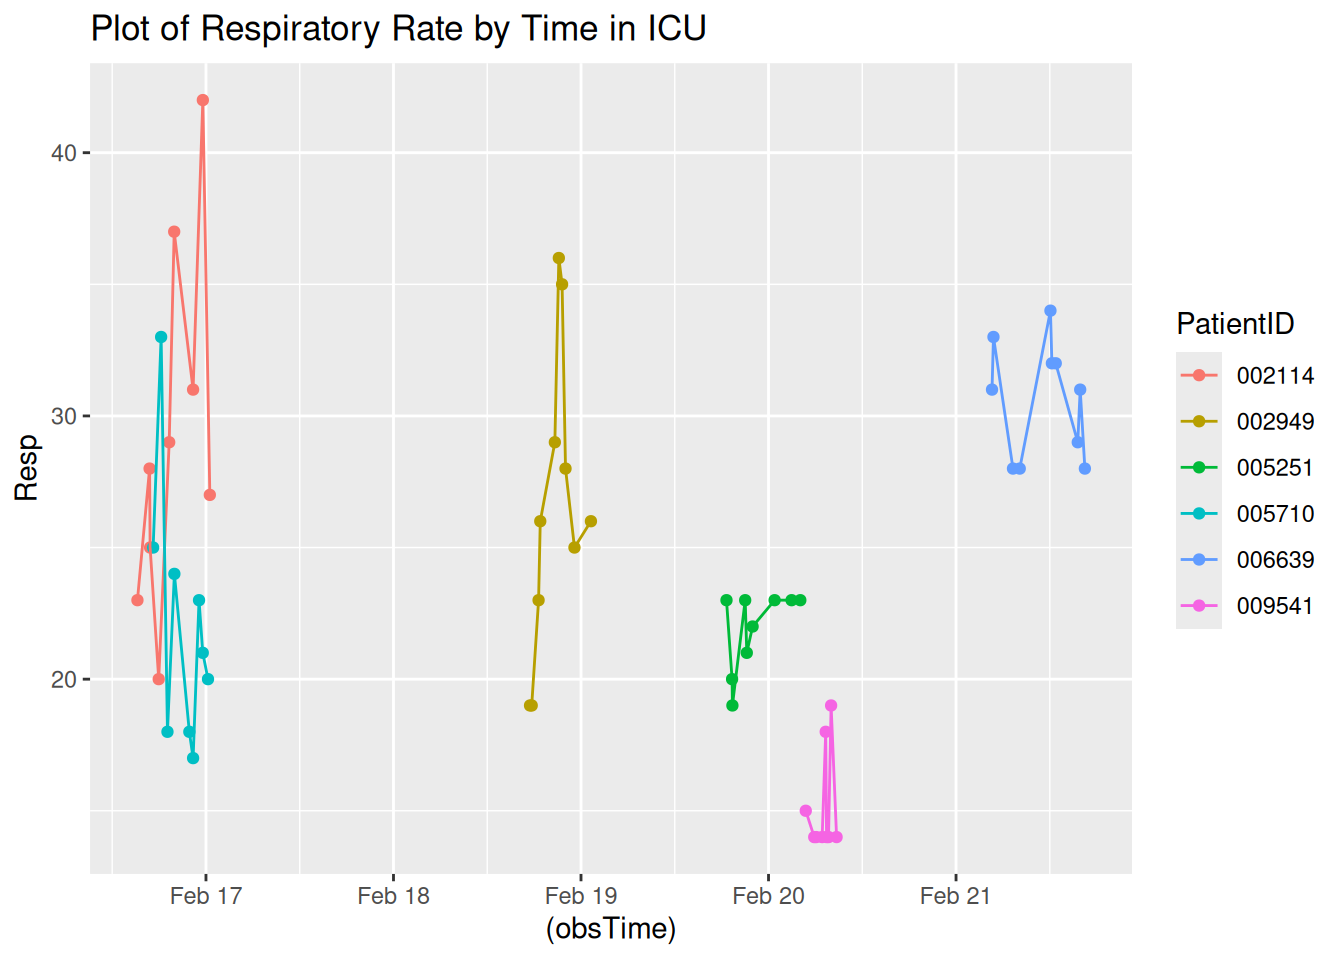 Plot of Respiratory Rate by Time in ICU
40
30
20
Resp
Feb 17
Feb 18
Feb 19
Feb 20
Feb 21
(obsTime)
PatientID
002114
002949
005251
005710
006639
009541